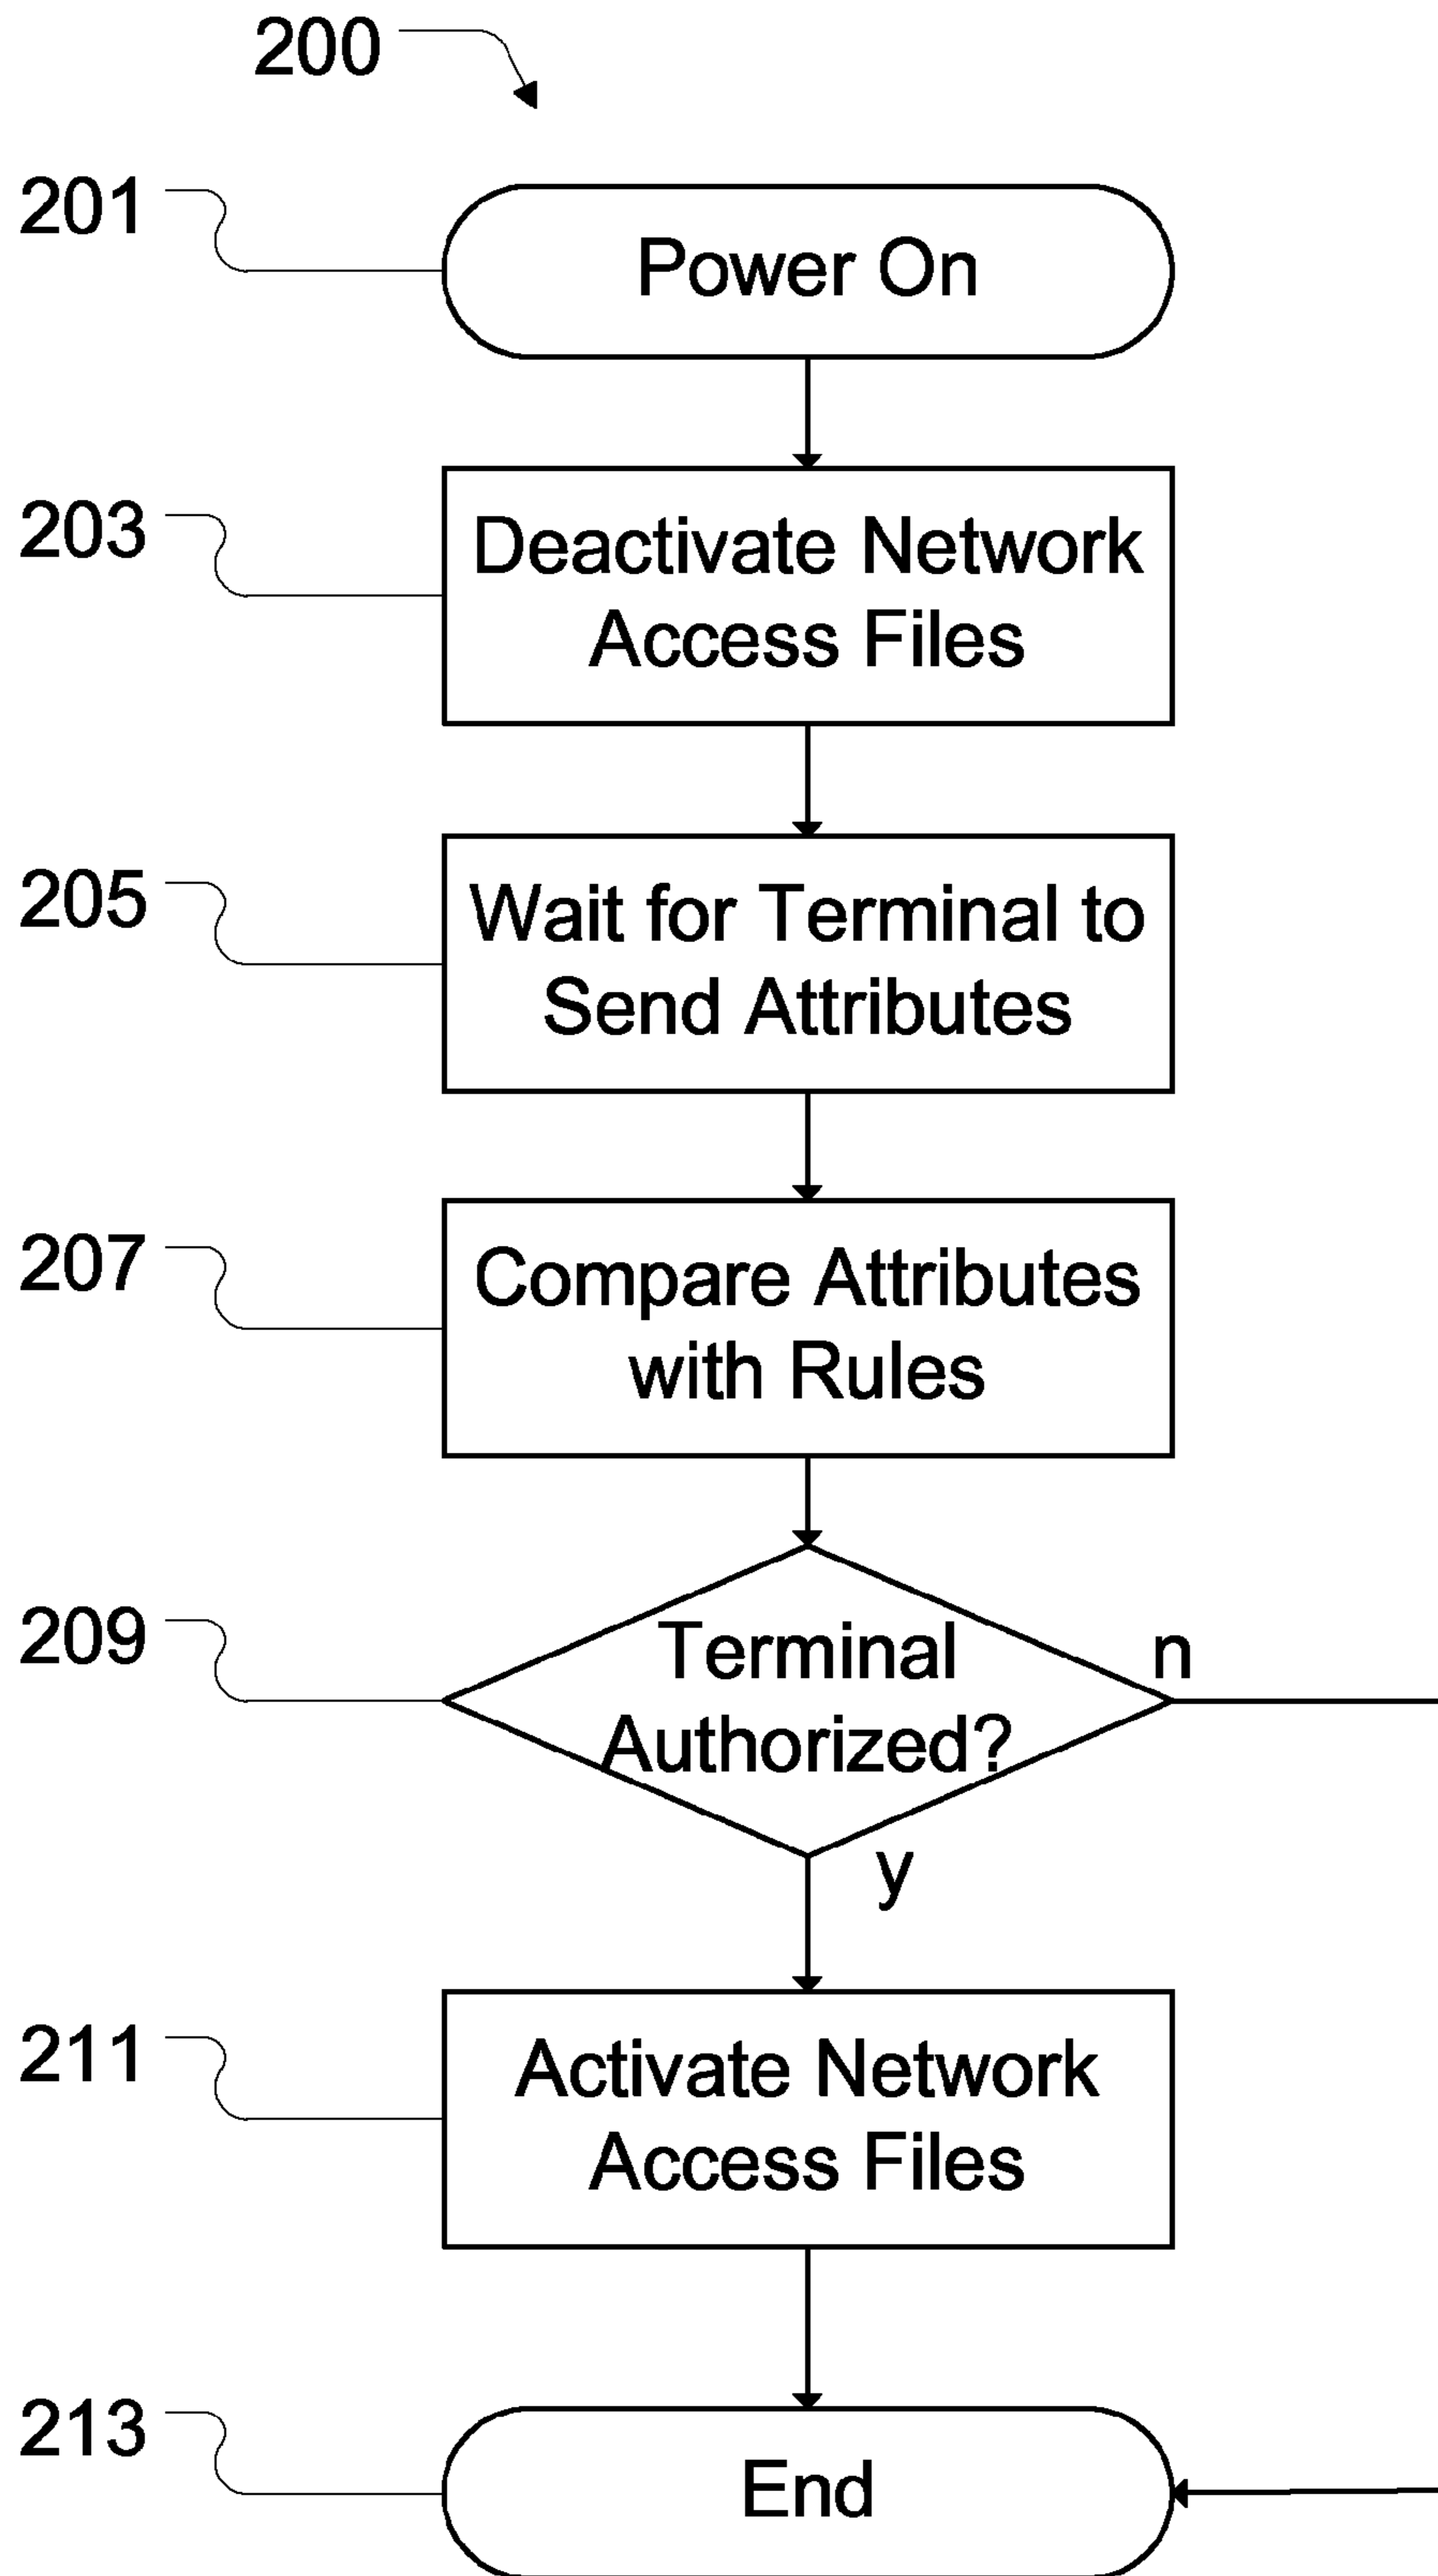 200
201
Power On
203
Deactivate Network
Access Files
205
Wait for Terminal to
Send Attributes
207
Compare Attributes
with Rules
209
Terminal
Authorized?
n
y
211
Activate Network
Access Files
213
End